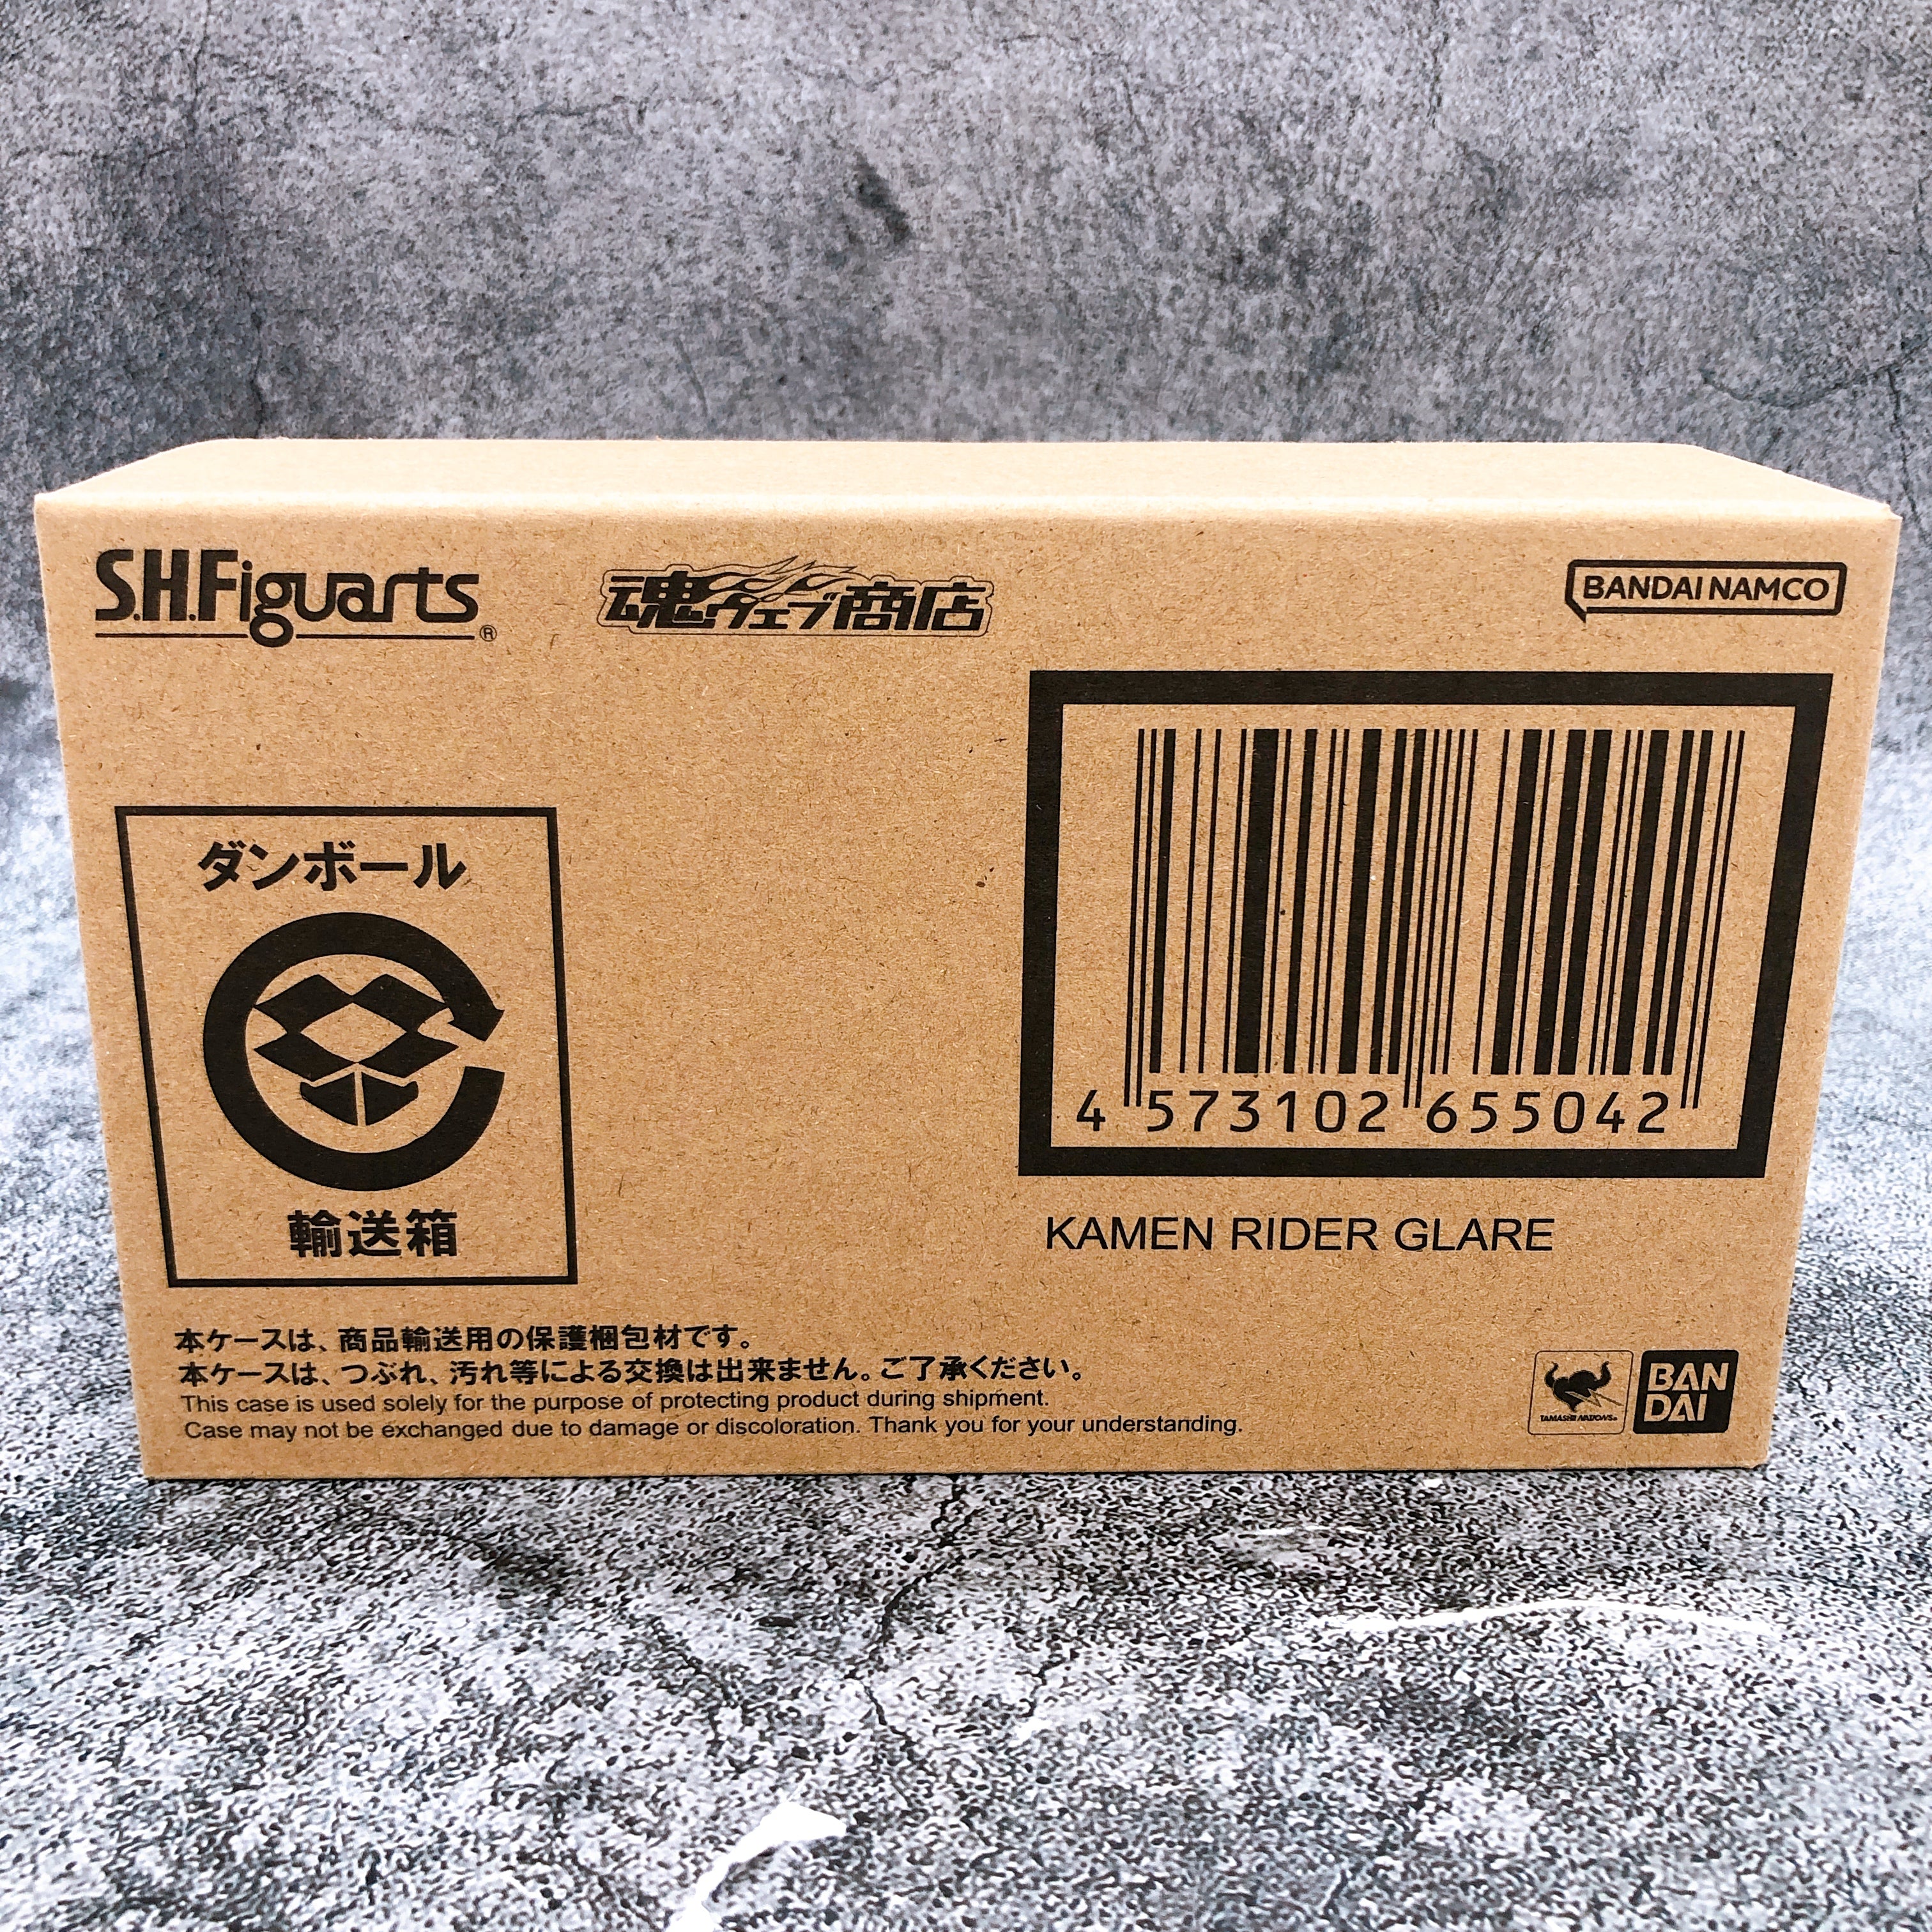 S.H.Figuarts®
魂ウェブ商店
BANDAI NAMCO
ダンボール
輸送箱
4 573102 655042
KAMEN RIDER GLARE
本ケースは、商品輸送用の保護梱包材です。
本ケースは、つぶれ、汚れ等による交換は出来ません。ご了承ください。
This case is used solely for the purpose of protecting product during shipment.
Case may not be exchanged due to damage or discoloration. Thank you for your understanding.
TAMASHII NATIONS
BAN
DAI